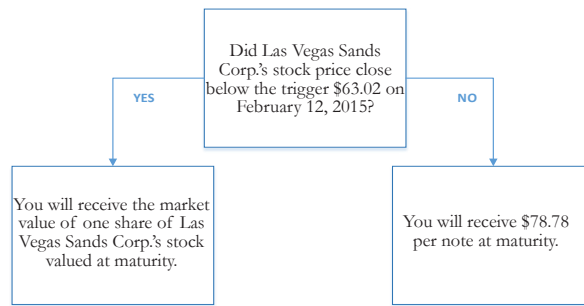 Did Las Vegas Sands
Corp.'s stock price close
below the trigger $63.02 on
February 12, 2015?
YES
NO
You will receive the market
value of one share of Las
Vegas Sands Corp.'s stock
valued at maturity.
You will receive $78.78
per note at maturity.